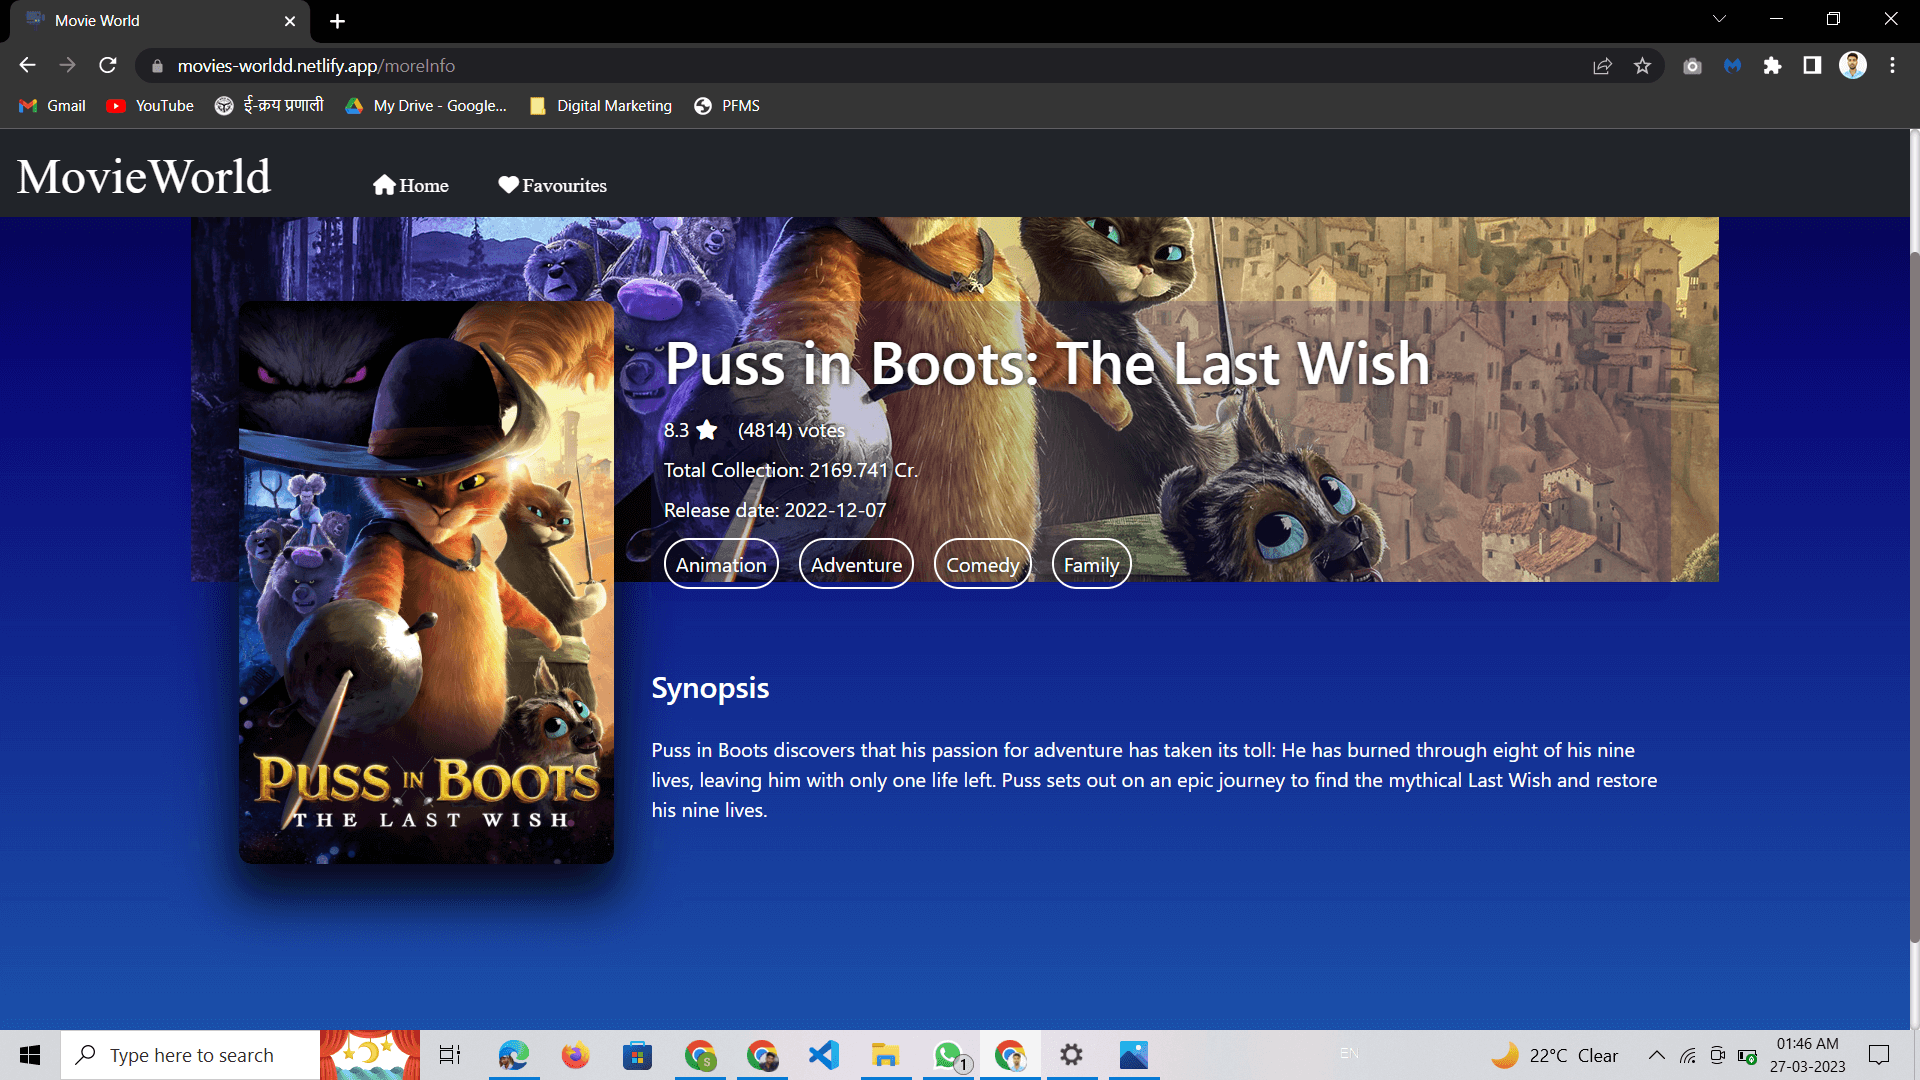 Movie World
movies-worldd.netlify.app/moreInfo
Gmail
YouTube
ई-क्रय प्रणाली
My Drive - Google...
Digital Marketing
PFMS
MovieWorld
Home
Favourites
Puss in Boots: The Last Wish
8.3 (4814) votes
Total Collection: 2169.741 Cr.
Release date: 2022-12-07
Animation
Adventure
Comedy
Family
PUSS IN BOOTS
THE LAST WISH
Synopsis
Puss in Boots discovers that his passion for adventure has taken its toll: He has burned through eight of his nine
lives, leaving him with only one life left. Puss sets out on an epic journey to find the mythical Last Wish and restore
his nine lives.
Type here to search
S
1
EN
22°C Clear
01:46 AM
27-03-2023